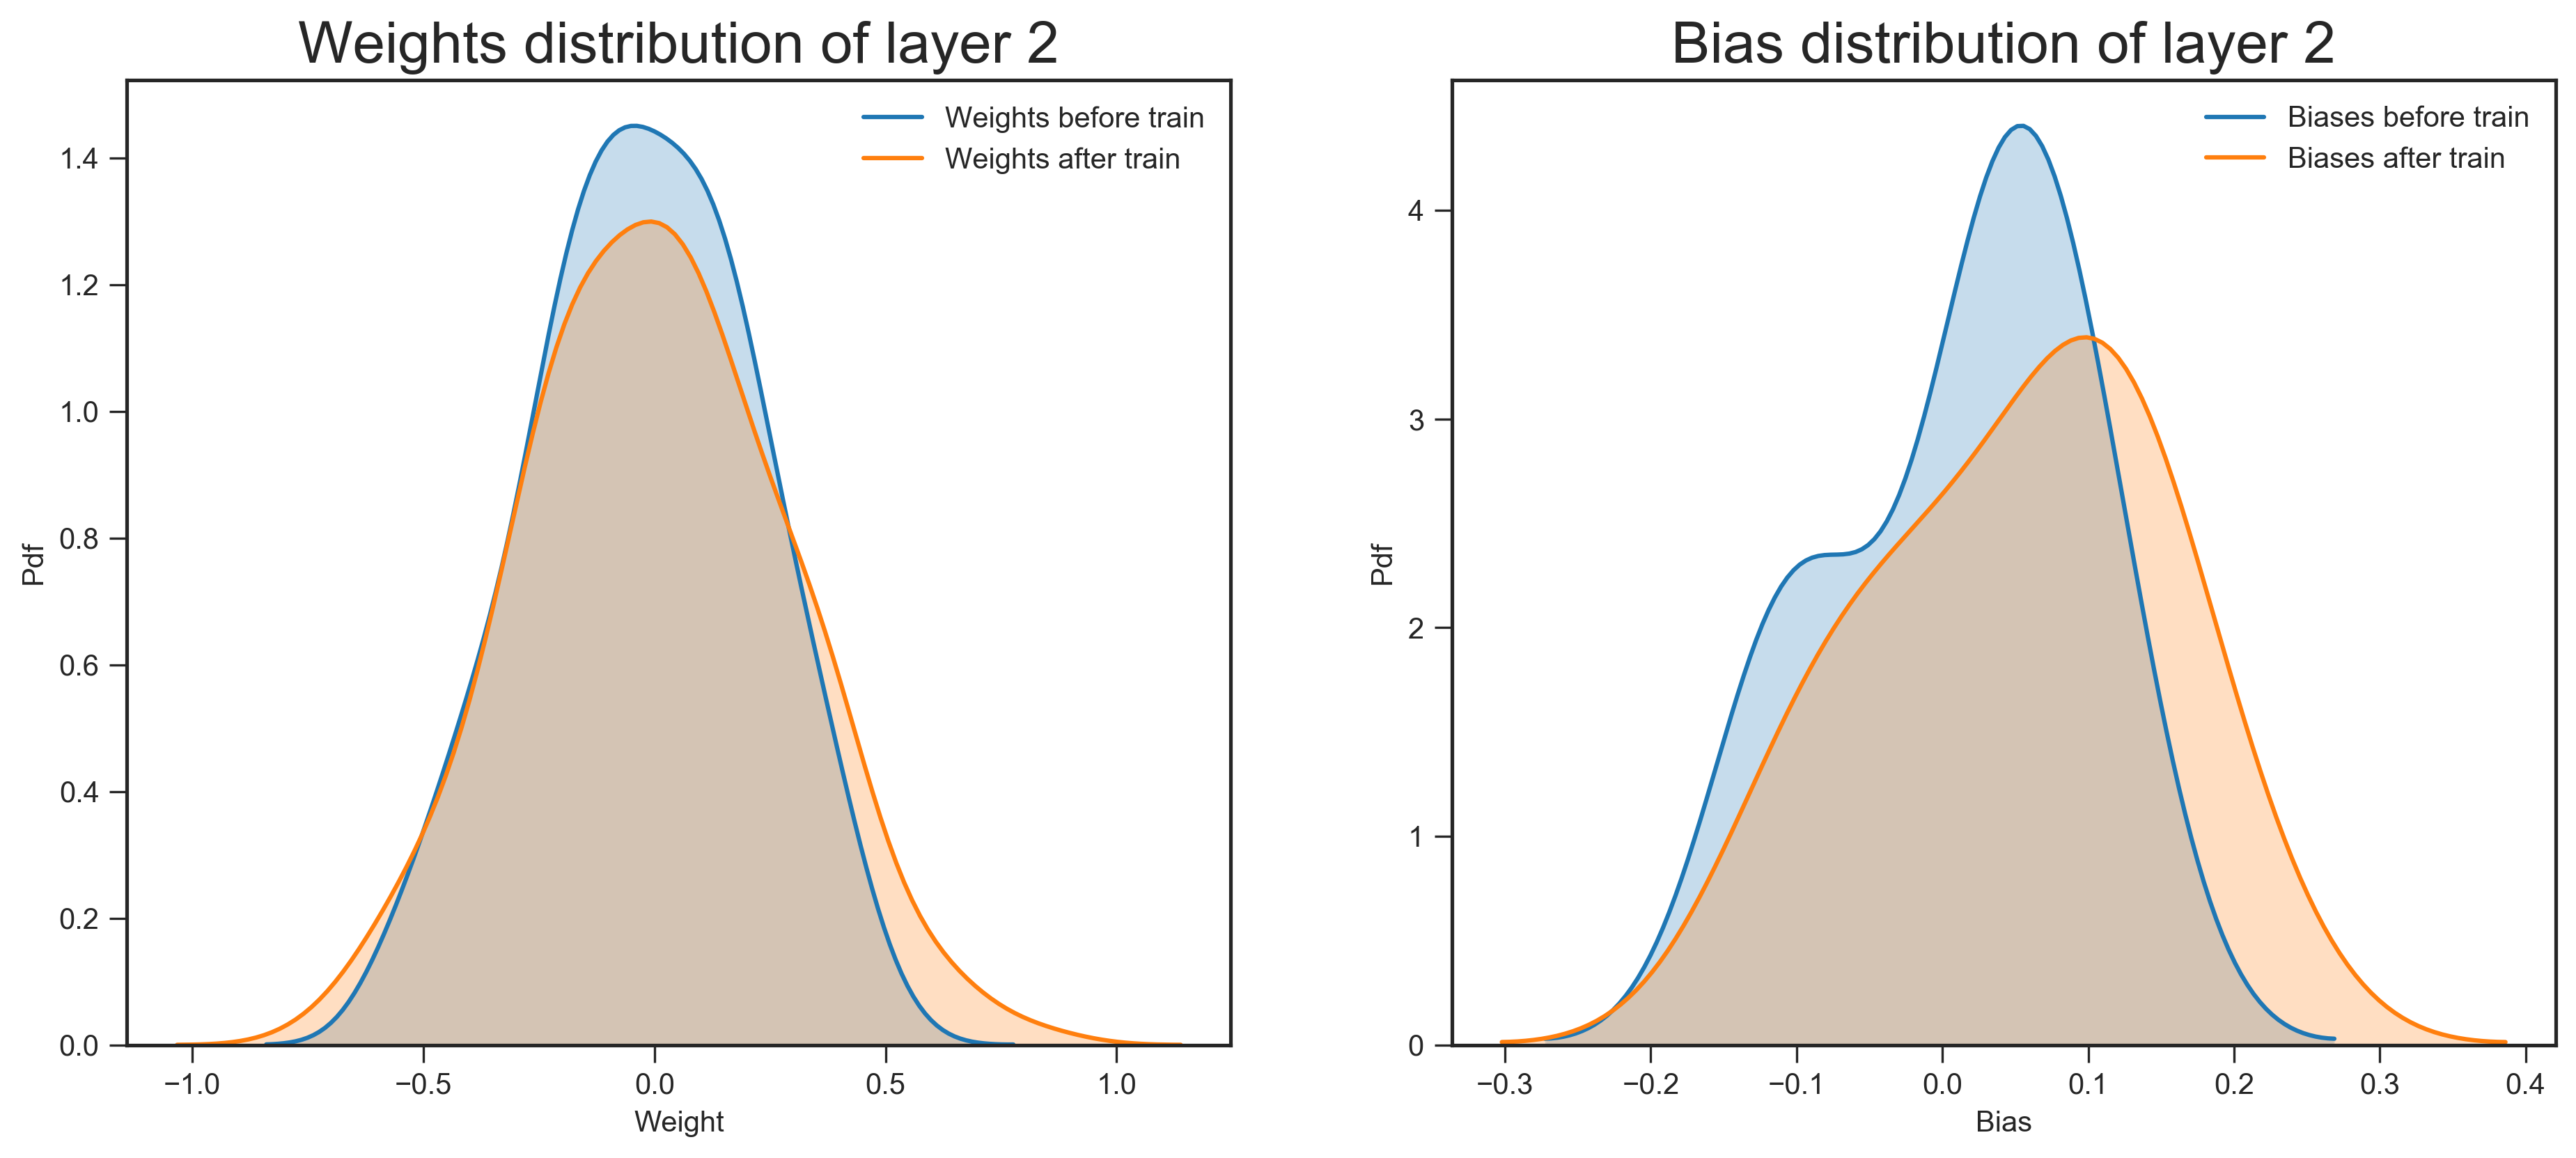 Weights distribution of layer 2
Weights before train
Weights after train
1.4
1.2
1.0
0.8
0.6
0.4
0.2
0.0
Pdf
−1.0 −0.5 0.0 0.5 1.0
Weight
Bias distribution of layer 2
Biases before train
Biases after train
4
3
2
1
0
Pdf
−0.3 −0.2 −0.1 0.0 0.1 0.2 0.3 0.4
Bias